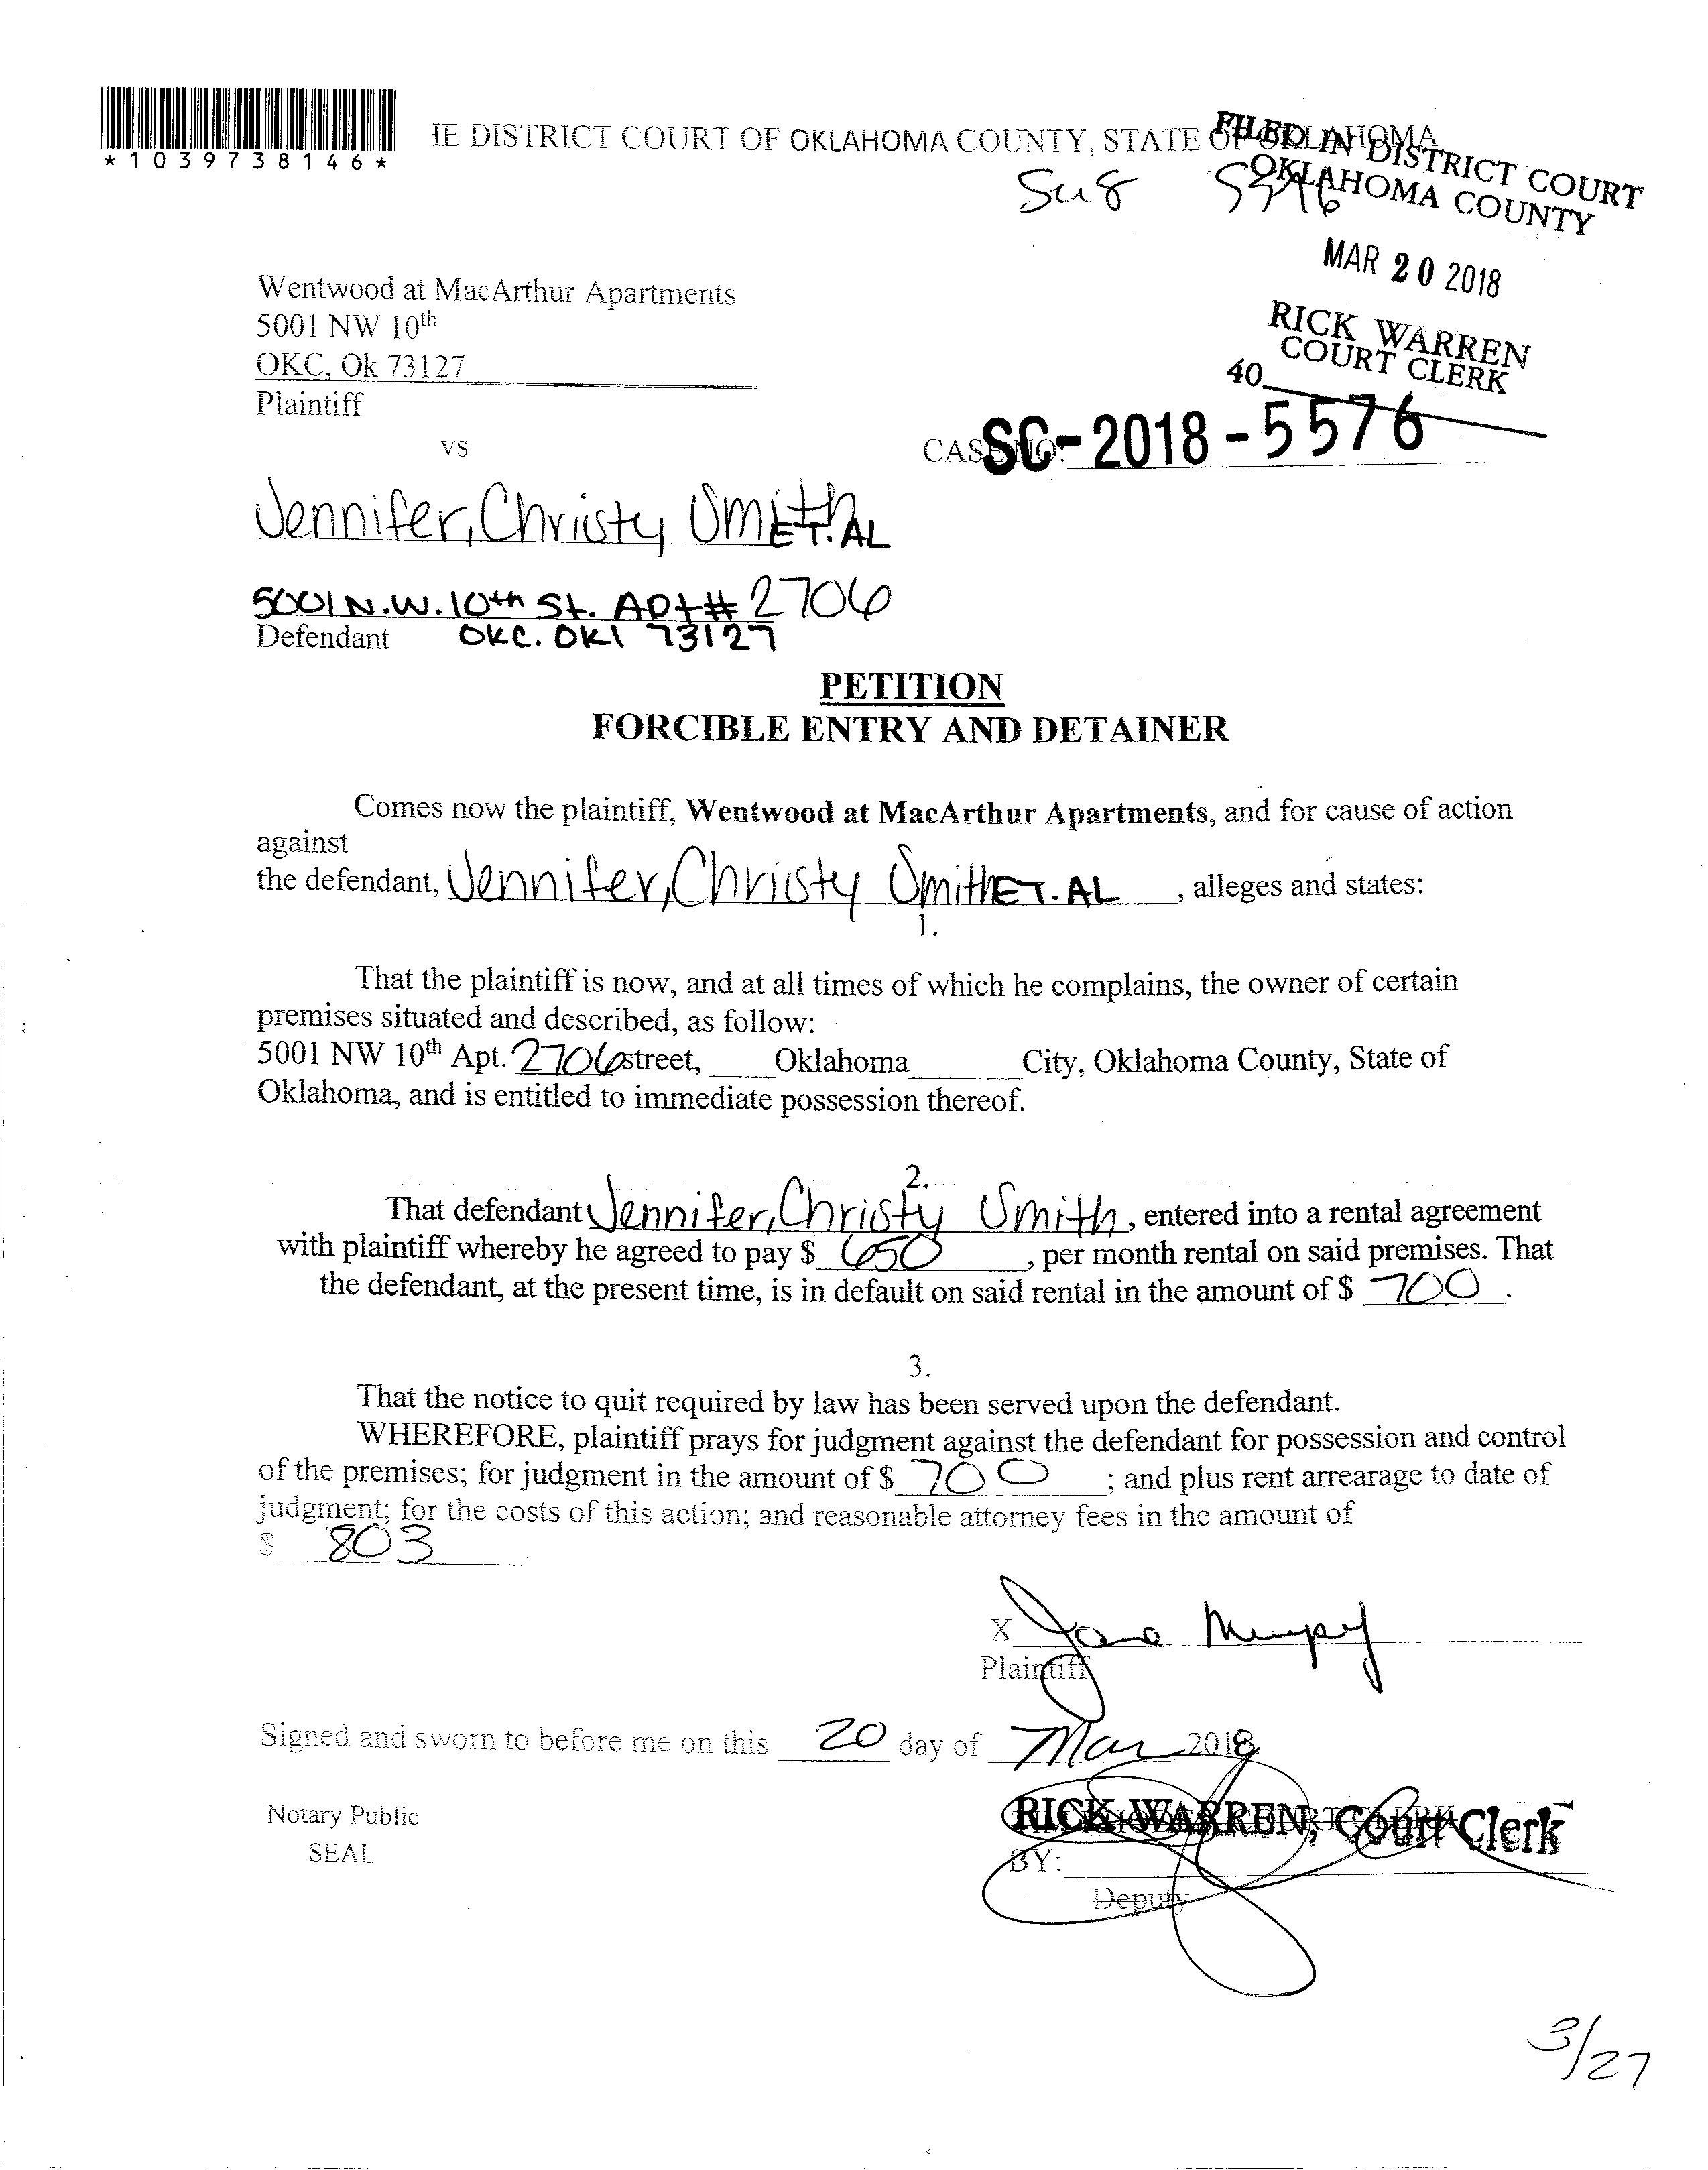 *1039738146*
IE DISTRICT COURT OF OKLAHOMA COUNTY, STATE OF OKLAHOMA
FILED IN DISTRICT COURT
OKLAHOMA COUNTY
MAR 20 2018
RICK WARREN
COURT CLERK
40
Wentwood at MacArthur Apartments
5001 NW 10th
OKC, Ok 73127
Plaintiff
vs
CASE NO:
SC-2018-5576
Jennifer, Christy Smith ET. AL
5001 N.W. 10th St. Apt# 2706
Defendant OKC. OKl 73127
PETITION
FORCIBLE ENTRY AND DETAINER
Comes now the plaintiff, Wentwood at MacArthur Apartments, and for cause of action
against
the defendant, Jennifer, Christy Smith ET. AL, alleges and states:
1.
That the plaintiff is now, and at all times of which he complains, the owner of certain
premises situated and described, as follow:
5001 NW 10th Apt. 2706 street, ____Oklahoma_______City, Oklahoma County, State of
Oklahoma, and is entitled to immediate possession thereof.
2.
That defendant Jennifer, Christy Smith, entered into a rental agreement
with plaintiff whereby he agreed to pay $ 650, per month rental on said premises. That
the defendant, at the present time, is in default on said rental in the amount of $ 700.
3.
That the notice to quit required by law has been served upon the defendant.
WHEREFORE, plaintiff prays for judgment against the defendant for possession and control
of the premises; for judgment in the amount of $ 700 ; and plus rent arrearage to date of
judgment; for the costs of this action; and reasonable attorney fees in the amount of
$ 803
X
Plaintiff
Signed and sworn to before me on this 20 day of Mar 2018
Notary Public
SEAL
RICK WARREN, Court Clerk
BY:
Deputy
3/27